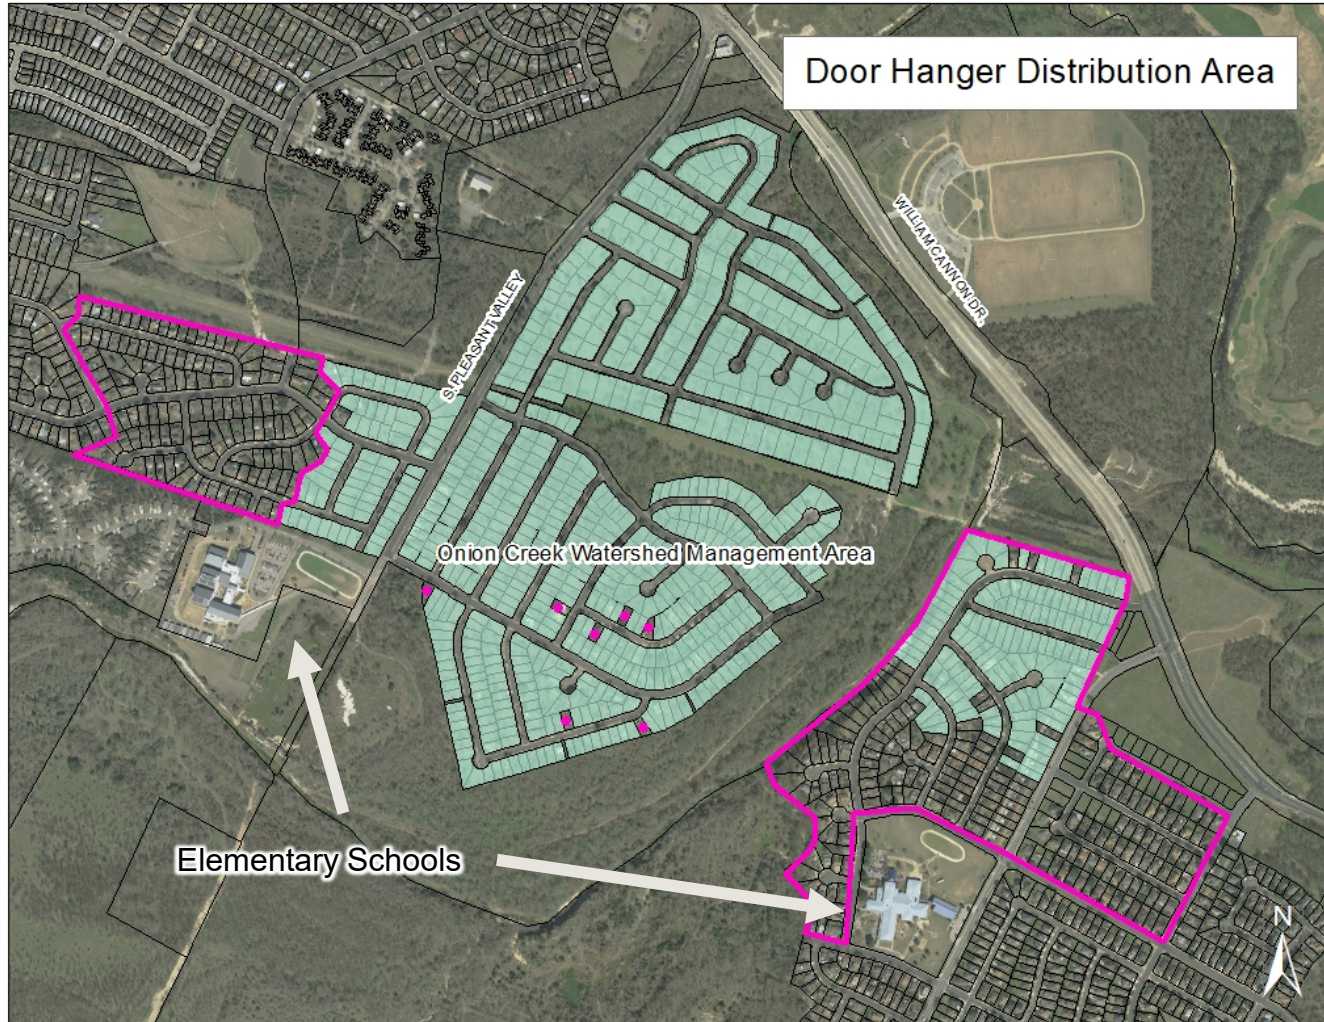 Door Hanger Distribution Area
WILLIAM CANNON DR.
S. PLEASANT VALLEY
Onion Creek Watershed Management Area
Elementary Schools
N